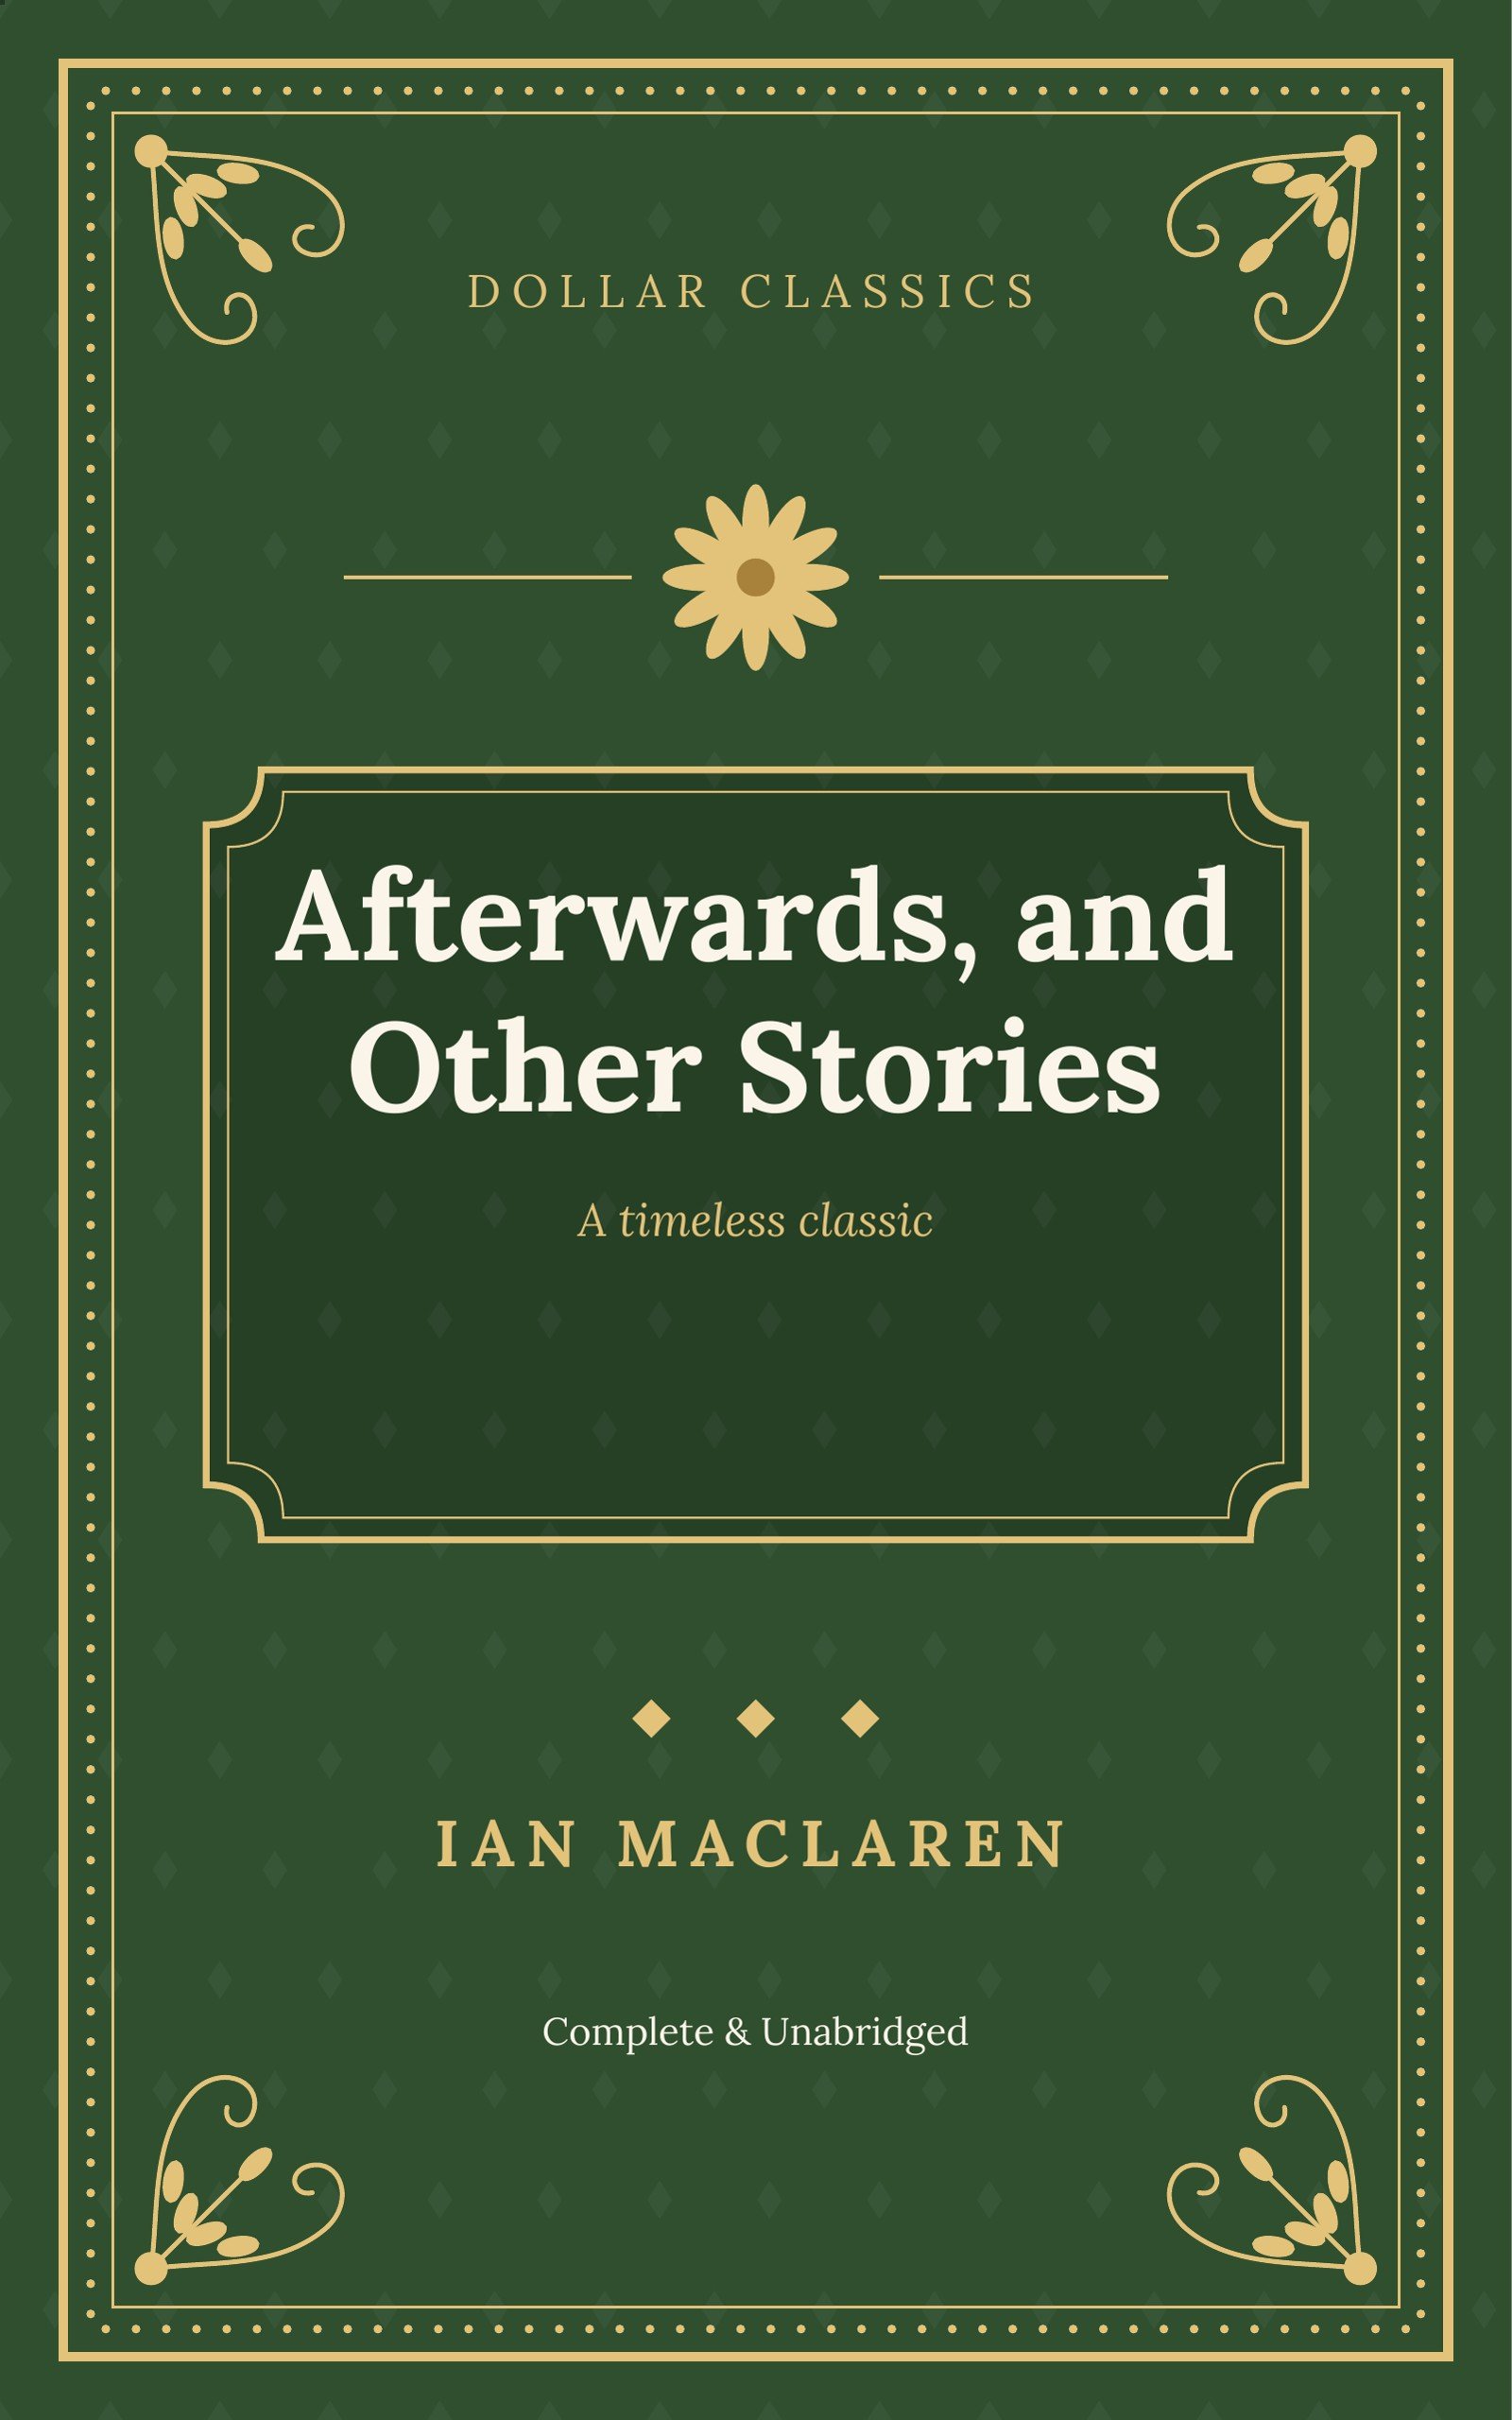 DOLLAR CLASSICS
Afterwards, and
Other Stories
A timeless classic
IAN MACLAREN
Complete & Unabridged